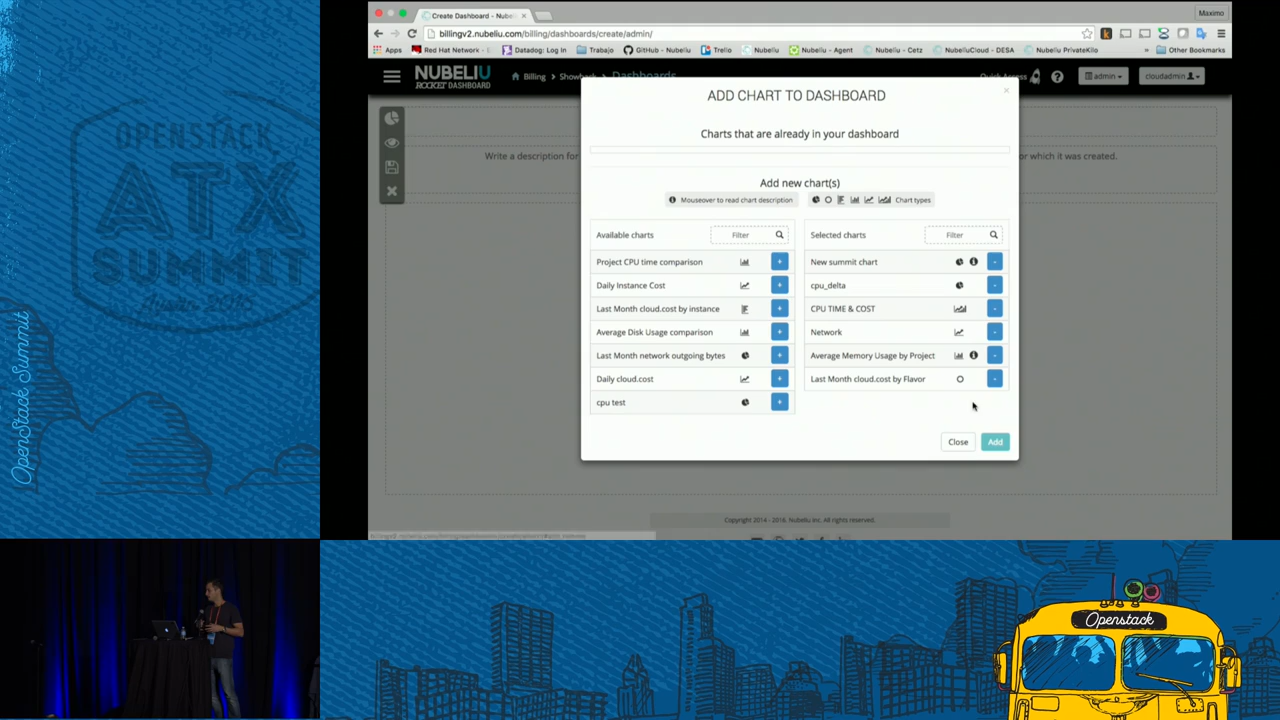 Create Dashboard - Nubeli
Maximo
billingv2.nubeliu.com/billing/dashboards/create/admin/
Apps
Red Hat Network -
Datadog: Log In
Trabajo
GitHub - Nubeliu
Trello
Nubeliu
Nubeliu - Agent
Nubeliu - Cetz
NubeliuCloud - DESA
Nubeliu PrivateKilo
»
Other Bookmarks
NUBELIU
ROCKET DASHBOARD
Billing > Showback > Dashboards
Quick Access
admin
cloudadmin
ADD CHART TO DASHBOARD
×
Charts that are already in your dashboard
Write a description for
or which it was created.
Add new chart(s)
Mouseover to read chart description
Chart types
Available charts
Filter
Project CPU time comparison +
Daily Instance Cost +
Last Month cloud.cost by instance +
Average Disk Usage comparison +
Last Month network outgoing bytes +
Daily cloud.cost +
cpu test +
Selected charts
Filter
New summit chart -
cpu_delta -
CPU TIME & COST -
Network -
Average Memory Usage by Project -
Last Month cloud.cost by Flavor -
Close
Add
Copyright 2014 - 2016. Nubeliu Inc. All rights reserved.
OPENSTACK
ATX
SUMMIT
OpenStack Summit
Openstack